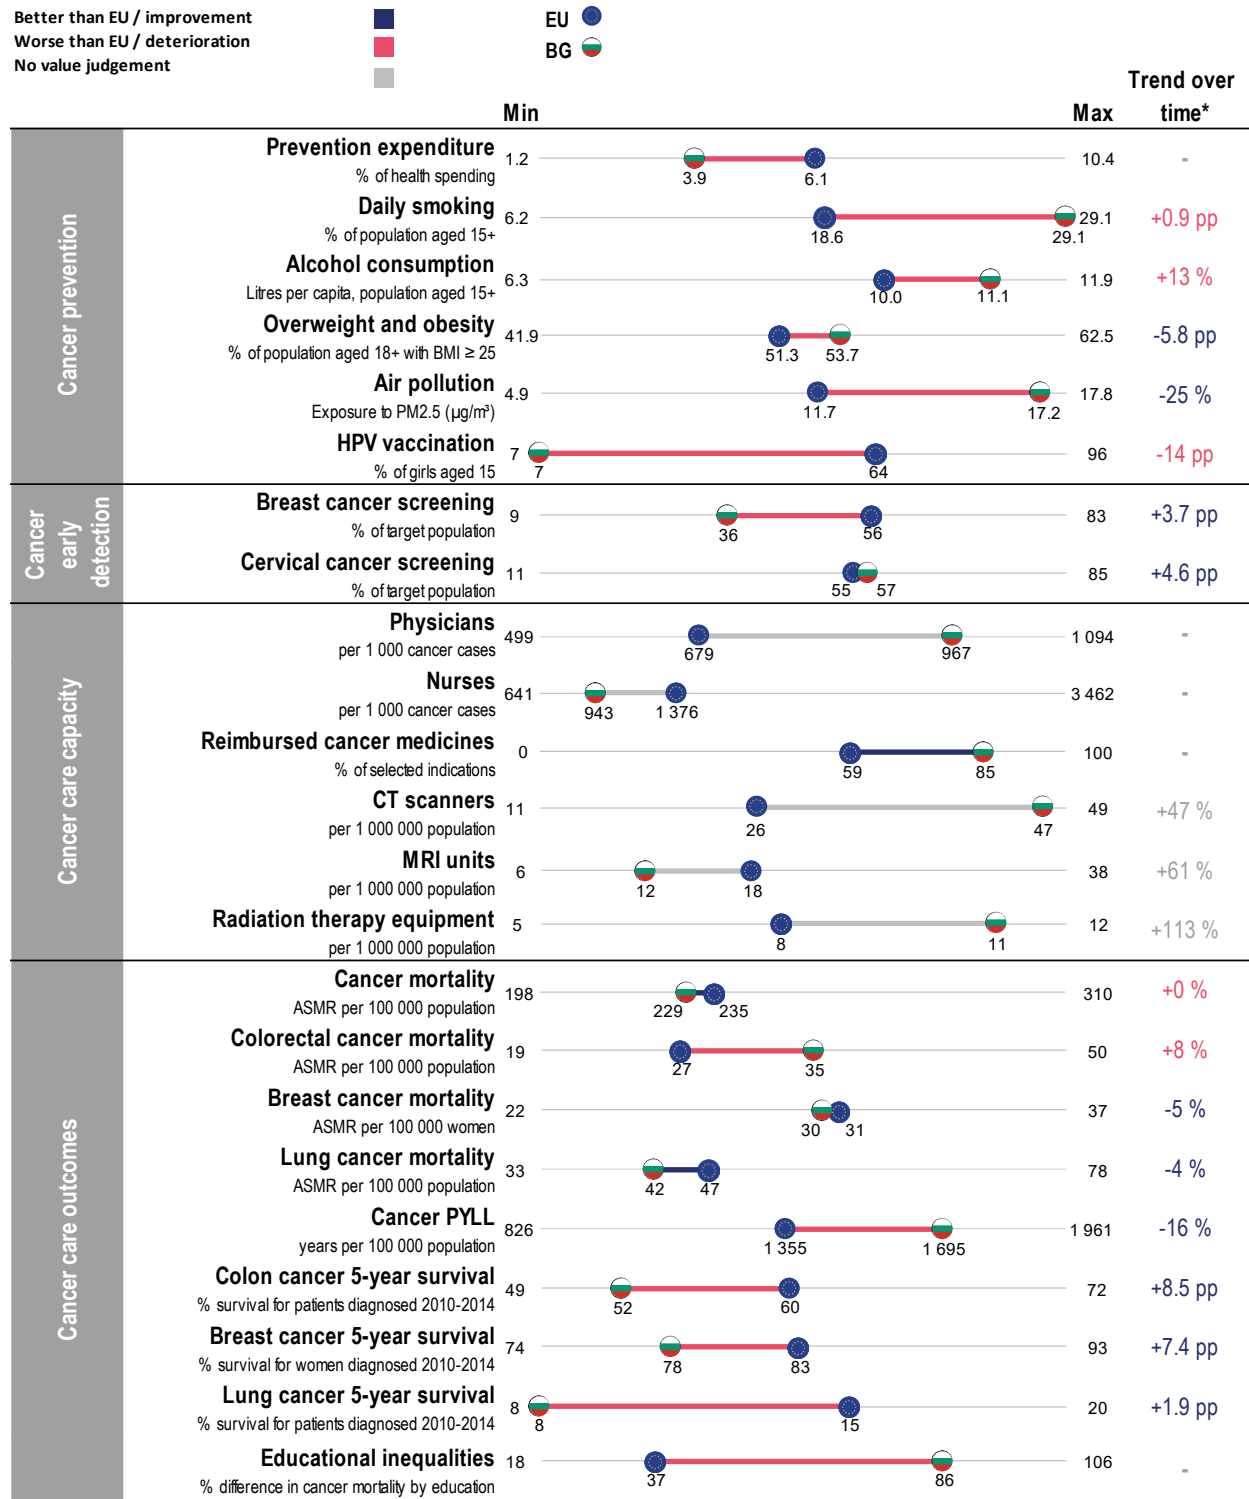 Better than EU / improvement
Worse than EU / deterioration
No value judgement
EU
BG
Trend over
Min Max time*
Cancer prevention
Prevention expenditure
% of health spending
1.2 3.9 6.1 10.4 -
Daily smoking
% of population aged 15+
6.2 18.6 29.1 29.1 +0.9 pp
Alcohol consumption
Litres per capita, population aged 15+
6.3 10.0 11.1 11.9 +13 %
Overweight and obesity
% of population aged 18+ with BMI ≥ 25
41.9 51.3 53.7 62.5 -5.8 pp
Air pollution
Exposure to PM2.5 (µg/m³)
4.9 11.7 17.2 17.8 -25 %
HPV vaccination
% of girls aged 15
7 7 64 96 -14 pp
Cancer
early
detection
Breast cancer screening
% of target population
9 36 56 83 +3.7 pp
Cervical cancer screening
% of target population
11 55 57 85 +4.6 pp
Cancer care capacity
Physicians
per 1 000 cancer cases
499 679 967 1 094 -
Nurses
per 1 000 cancer cases
641 943 1 376 3 462 -
Reimbursed cancer medicines
% of selected indications
0 59 85 100 -
CT scanners
per 1 000 000 population
11 26 47 49 +47 %
MRI units
per 1 000 000 population
6 12 18 38 +61 %
Radiation therapy equipment
per 1 000 000 population
5 8 11 12 +113 %
Cancer care outcomes
Cancer mortality
ASMR per 100 000 population
198 229 235 310 +0 %
Colorectal cancer mortality
ASMR per 100 000 population
19 27 35 50 +8 %
Breast cancer mortality
ASMR per 100 000 women
22 30 31 37 -5 %
Lung cancer mortality
ASMR per 100 000 population
33 42 47 78 -4 %
Cancer PYLL
years per 100 000 population
826 1 355 1 695 1 961 -16 %
Colon cancer 5-year survival
% survival for patients diagnosed 2010-2014
49 52 60 72 +8.5 pp
Breast cancer 5-year survival
% survival for women diagnosed 2010-2014
74 78 83 93 +7.4 pp
Lung cancer 5-year survival
% survival for patients diagnosed 2010-2014
8 8 15 20 +1.9 pp
Educational inequalities
% difference in cancer mortality by education
18 37 86 106 -